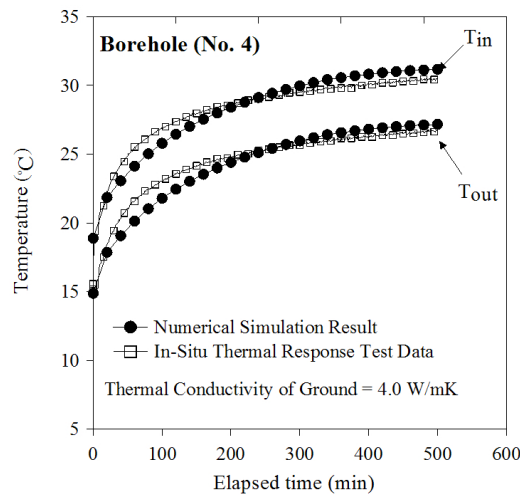 Borehole (No. 4)
Tin
Tout
Numerical Simulation Result
In-Situ Thermal Response Test Data
Thermal Conductivity of Ground = 4.0 W/mK
Temperature (°C)
40
35
30
25
20
15
10
5
0
100
200
300
400
500
600
Elapsed time (min)